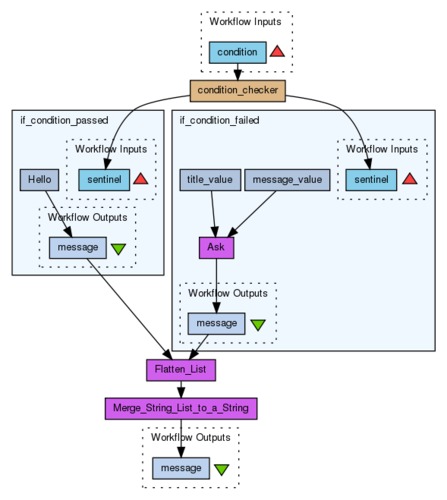 Workflow Inputs
condition
condition_checker
if_condition_passed
if_condition_failed
Workflow Inputs
Workflow Inputs
Hello
sentinel
title_value
message_value
sentinel
Workflow Outputs
message
Ask
Workflow Outputs
message
Flatten_List
Merge_String_List_to_a_String
Workflow Outputs
message